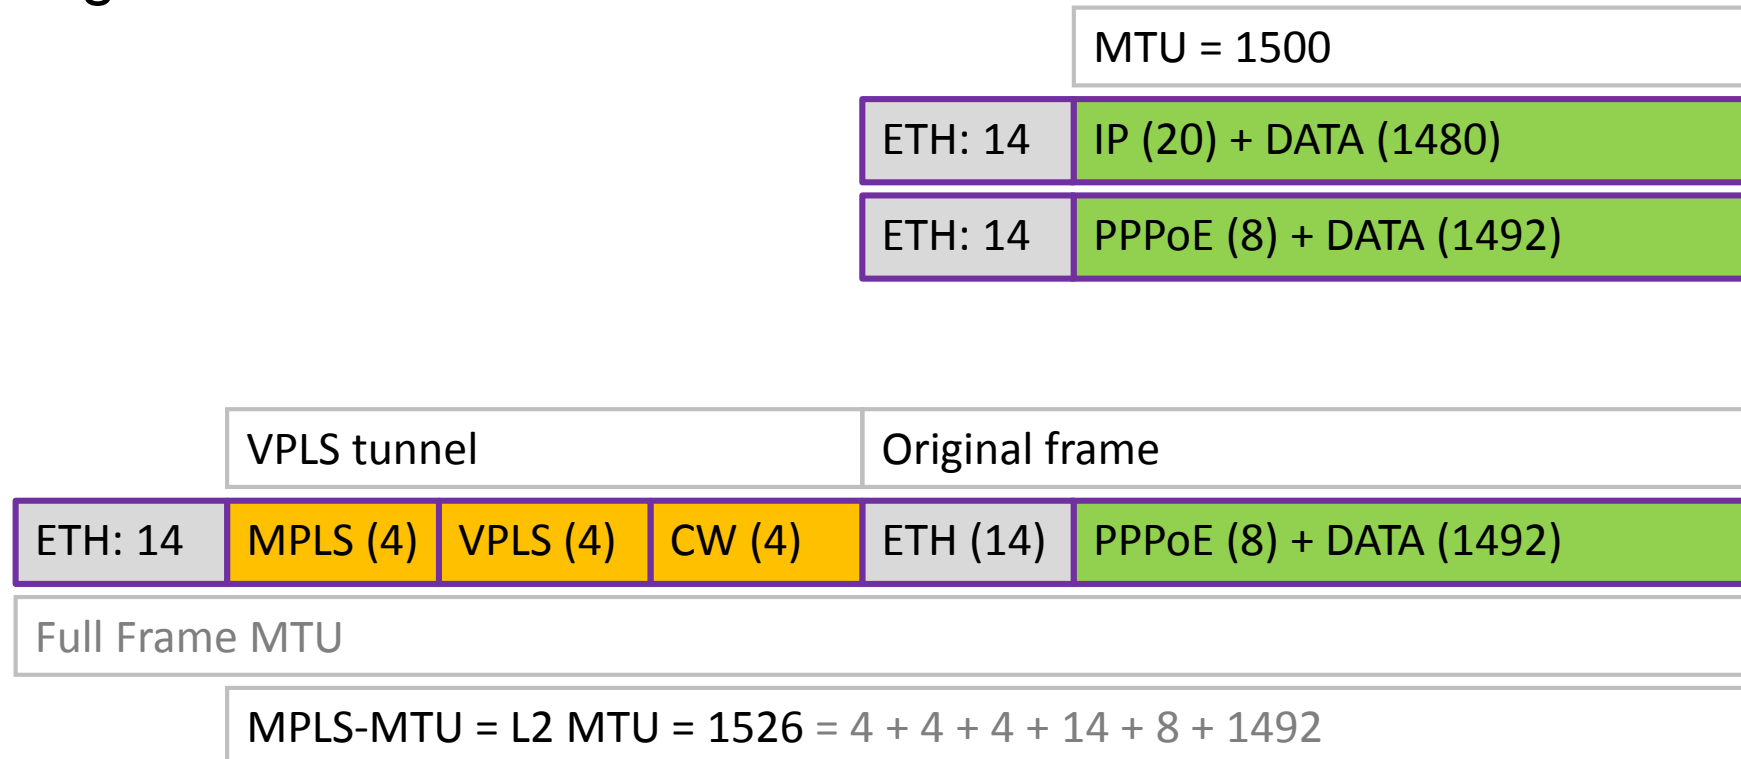 MTU = 1500
ETH: 14 IP (20) + DATA (1480)
ETH: 14 PPPoE (8) + DATA (1492)
VPLS tunnel Original frame
ETH: 14 MPLS (4) VPLS (4) CW (4) ETH (14) PPPoE (8) + DATA (1492)
Full Frame MTU
MPLS-MTU = L2 MTU = 1526 = 4 + 4 + 4 + 14 + 8 + 1492